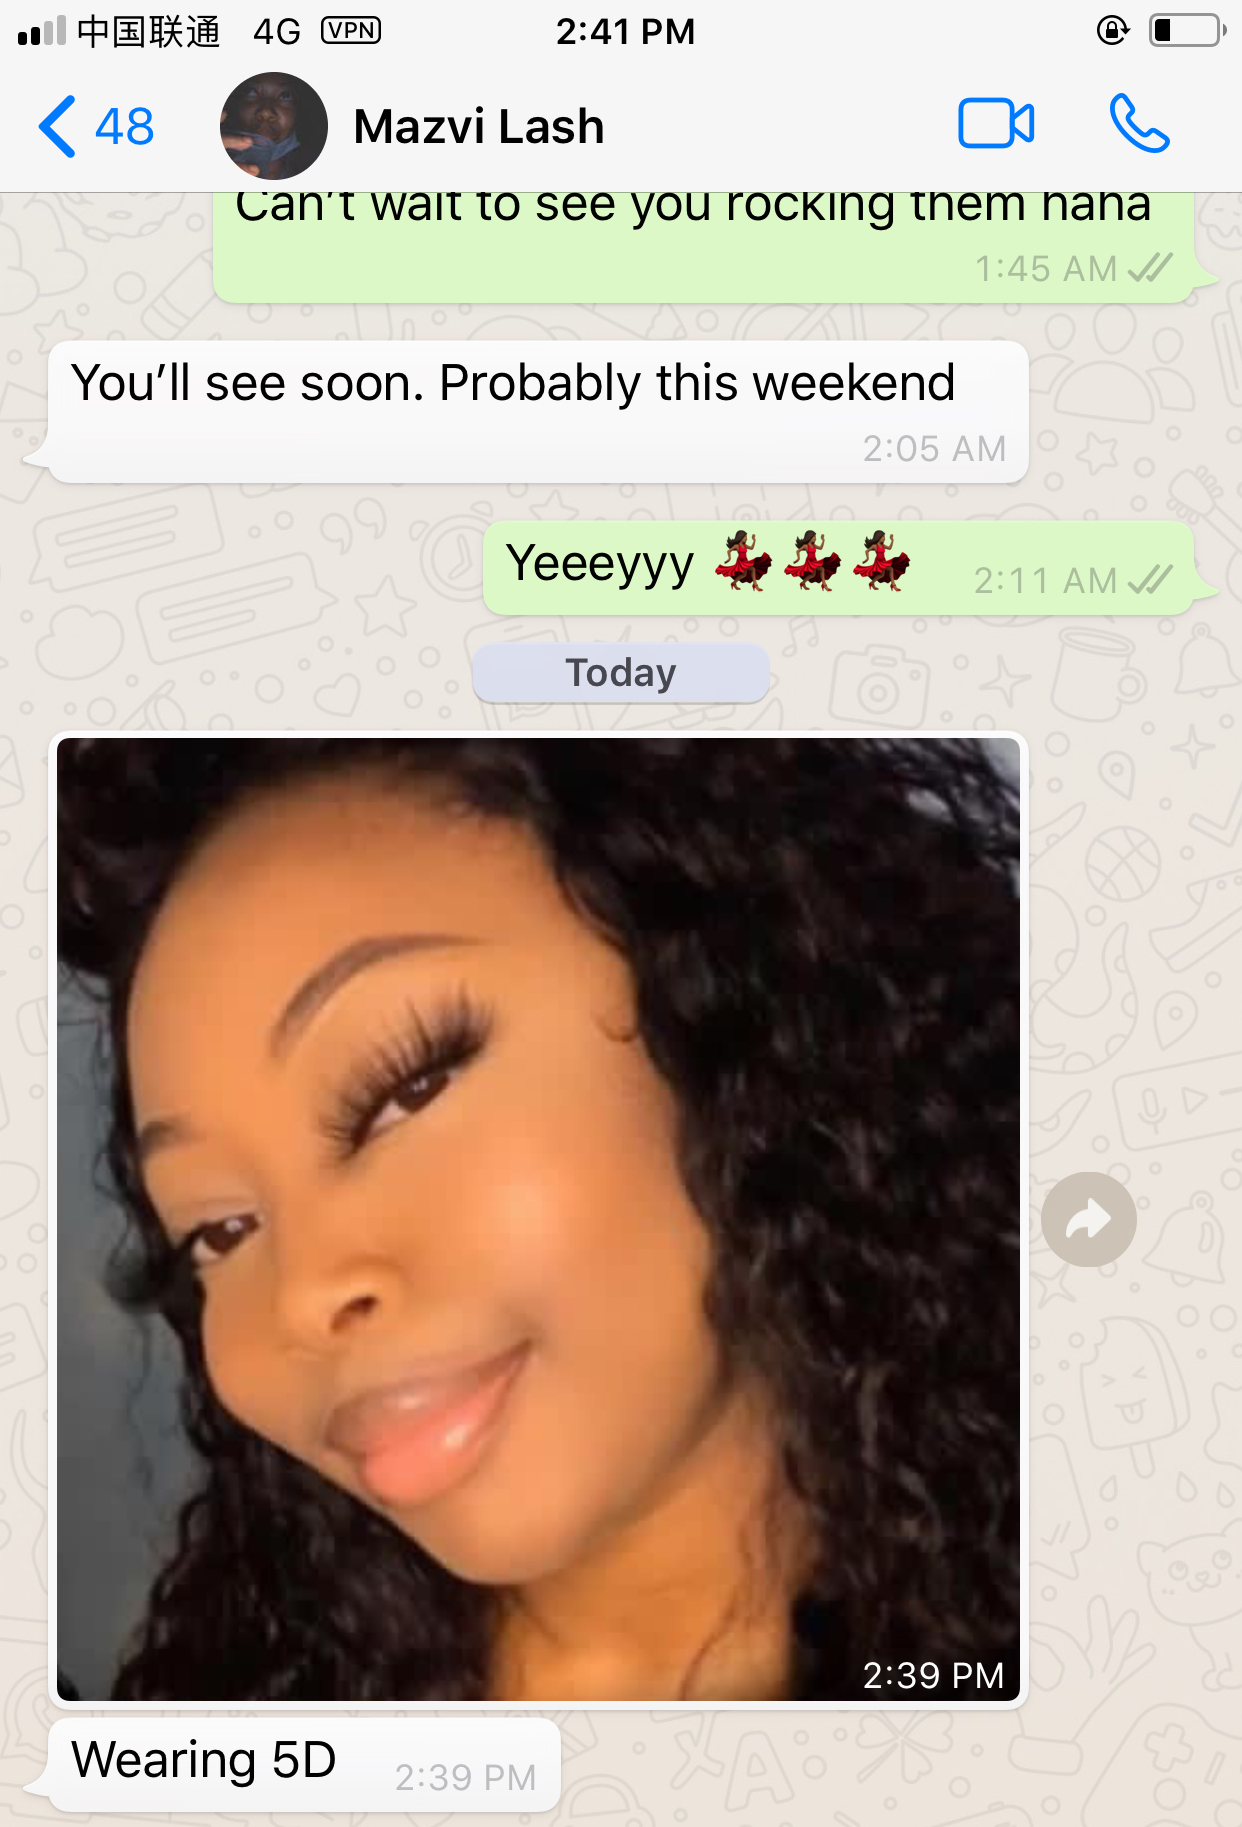 中国联通 4G VPN 2:41 PM
48 Mazvi Lash
Can't wait to see you rocking them haha
1:45 AM
You'll see soon. Probably this weekend
2:05 AM
Yeeeyyy 💃🏾💃🏾💃🏾 2:11 AM
Today
2:39 PM
Wearing 5D 2:39 PM